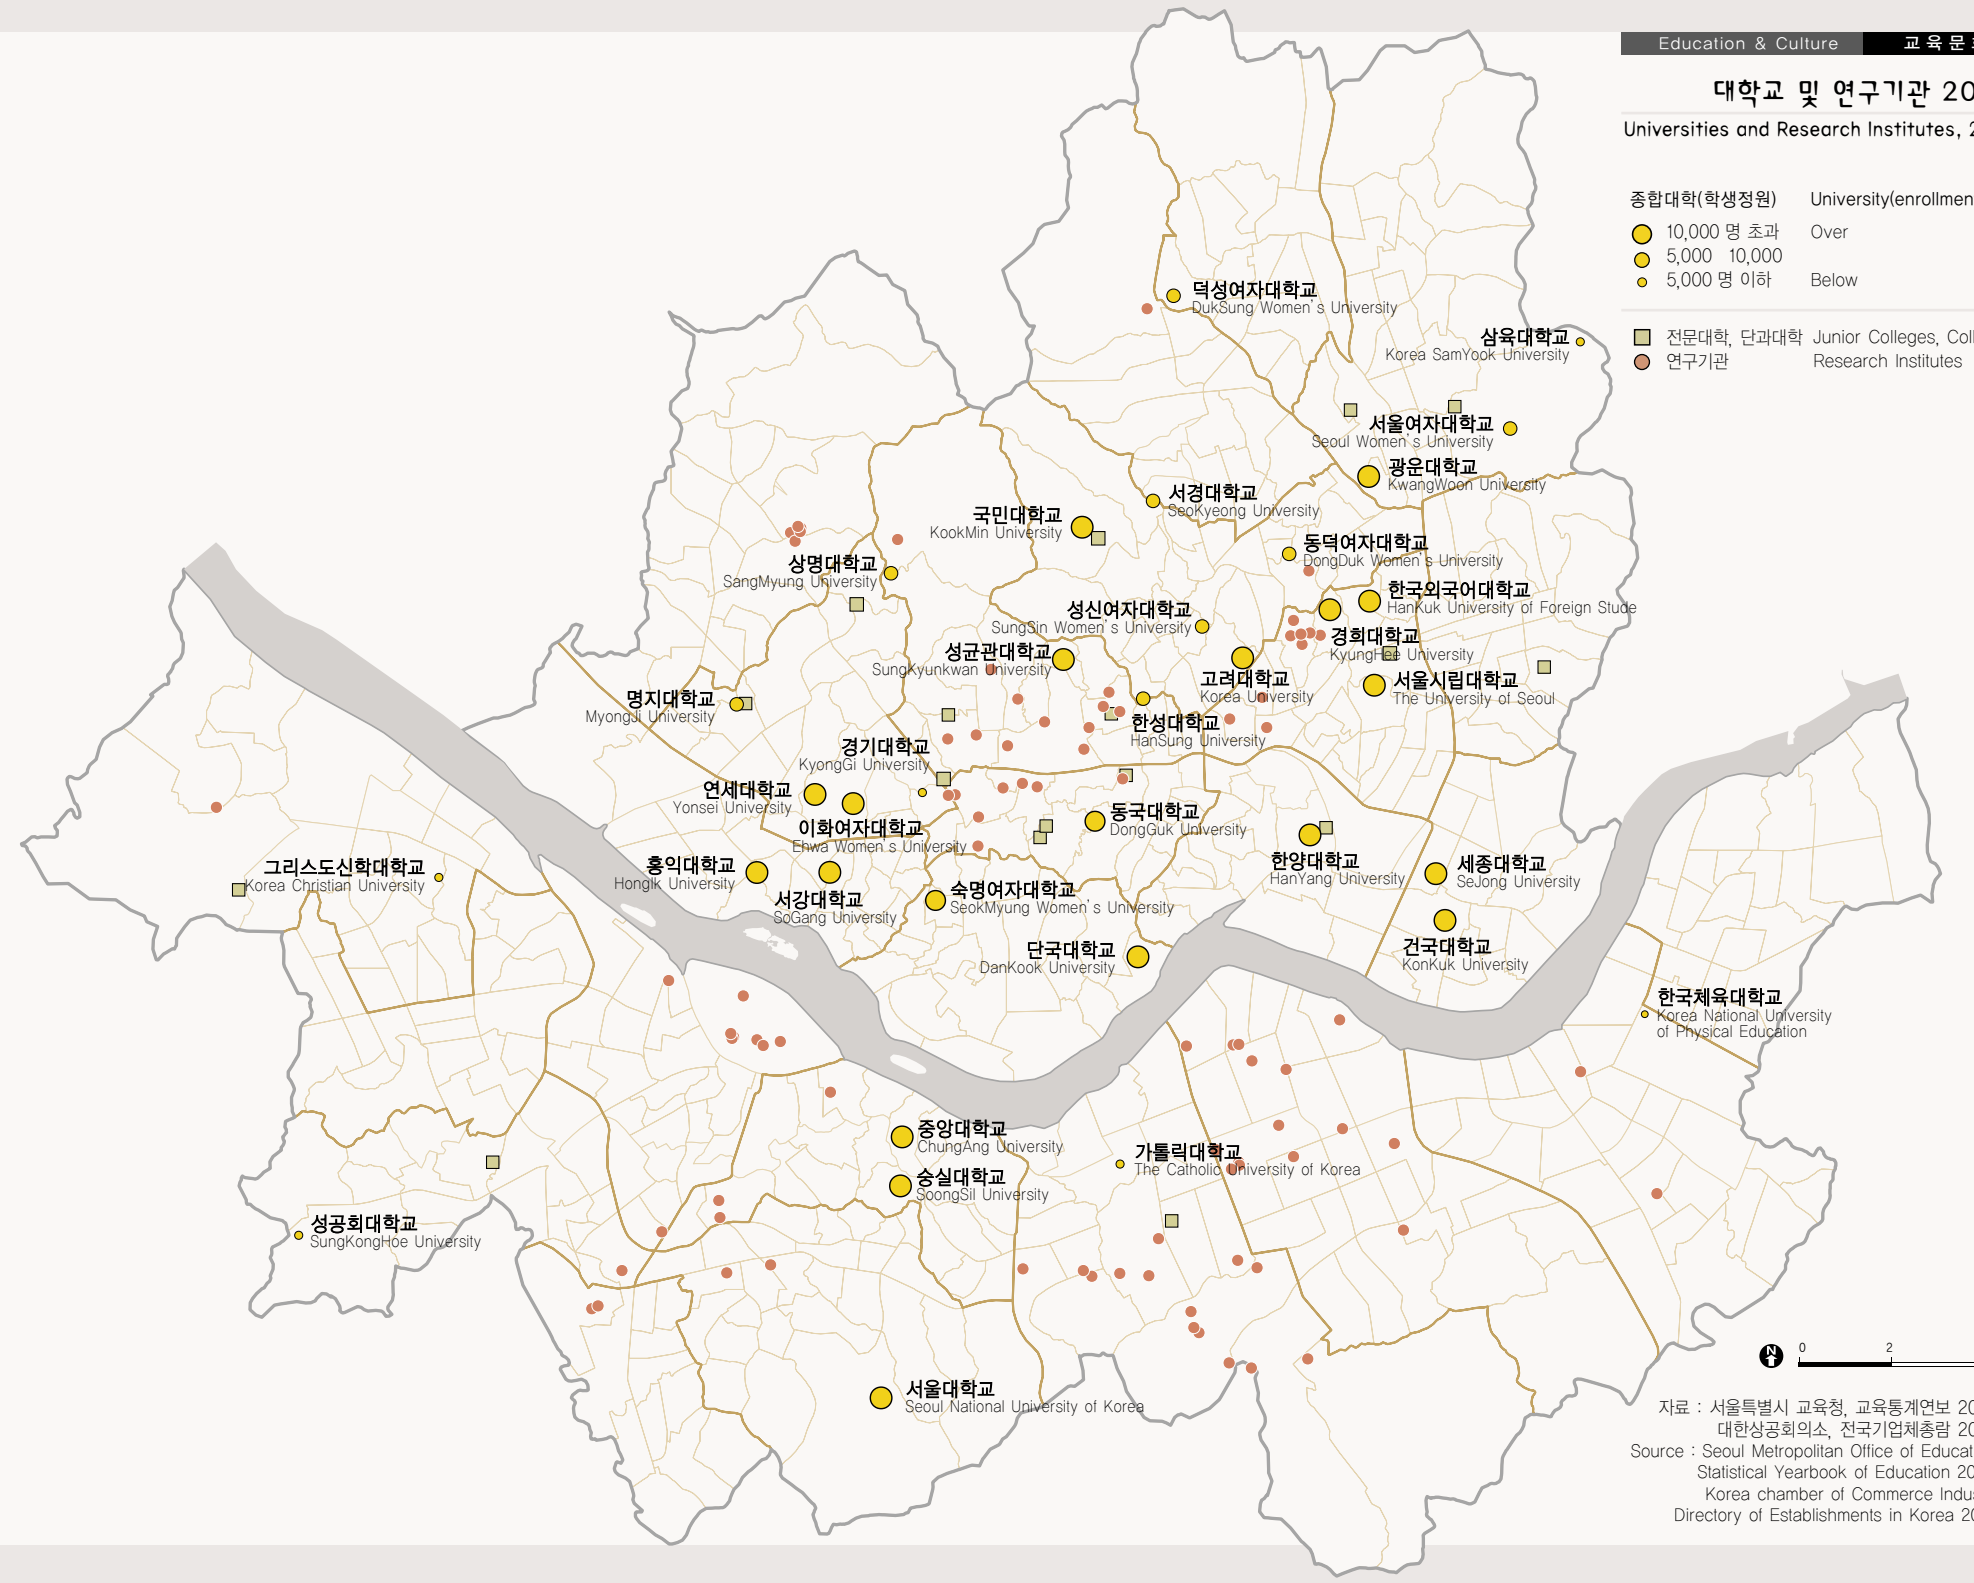 Education & Culture
교육문
대학교 및 연구기관 20
Universities and Research Institutes, 2
종합대학(학생정원) University(enrollmen
10,000 명 초과 Over
5,000 10,000
5,000 명 이하 Below
전문대학, 단과대학 Junior Colleges, Coll
연구기관 Research Institutes
덕성여자대학교
DukSung Women's University
삼육대학교
Korea SamYook University
서울여자대학교
Seoul Women's University
광운대학교
KwangWoon University
서경대학교
SeoKyeong University
국민대학교
KookMin University
동덕여자대학교
DongDuk Women's University
상명대학교
SangMyung University
한국외국어대학교
HanKuk University of Foreign Stude
성신여자대학교
SungSin Women's University
경희대학교
KyungHee University
성균관대학교
SungKyunkwan University
고려대학교
Korea University
서울시립대학교
The University of Seoul
명지대학교
MyongJi University
한성대학교
HanSung University
경기대학교
KyongGi University
연세대학교
Yonsei University
이화여자대학교
Ehwa Women's University
동국대학교
DongGuk University
한양대학교
HanYang University
세종대학교
SeJong University
그리스도신학대학교
Korea Christian University
홍익대학교
HongIk University
서강대학교
SoGang University
숙명여자대학교
SeokMyung Women's University
건국대학교
KonKuk University
단국대학교
DanKook University
한국체육대학교
Korea National University
of Physical Education
중앙대학교
ChungAng University
가톨릭대학교
The Catholic University of Korea
숭실대학교
SoongSil University
성공회대학교
SungKongHoe University
서울대학교
Seoul National University of Korea
N
0 2
자료 : 서울특별시 교육청, 교육통계연보 20
대한상공회의소, 전국기업체총람 20
Source : Seoul Metropolitan Office of Educat
Statistical Yearbook of Education 20
Korea chamber of Commerce Indus
Directory of Establishments in Korea 20